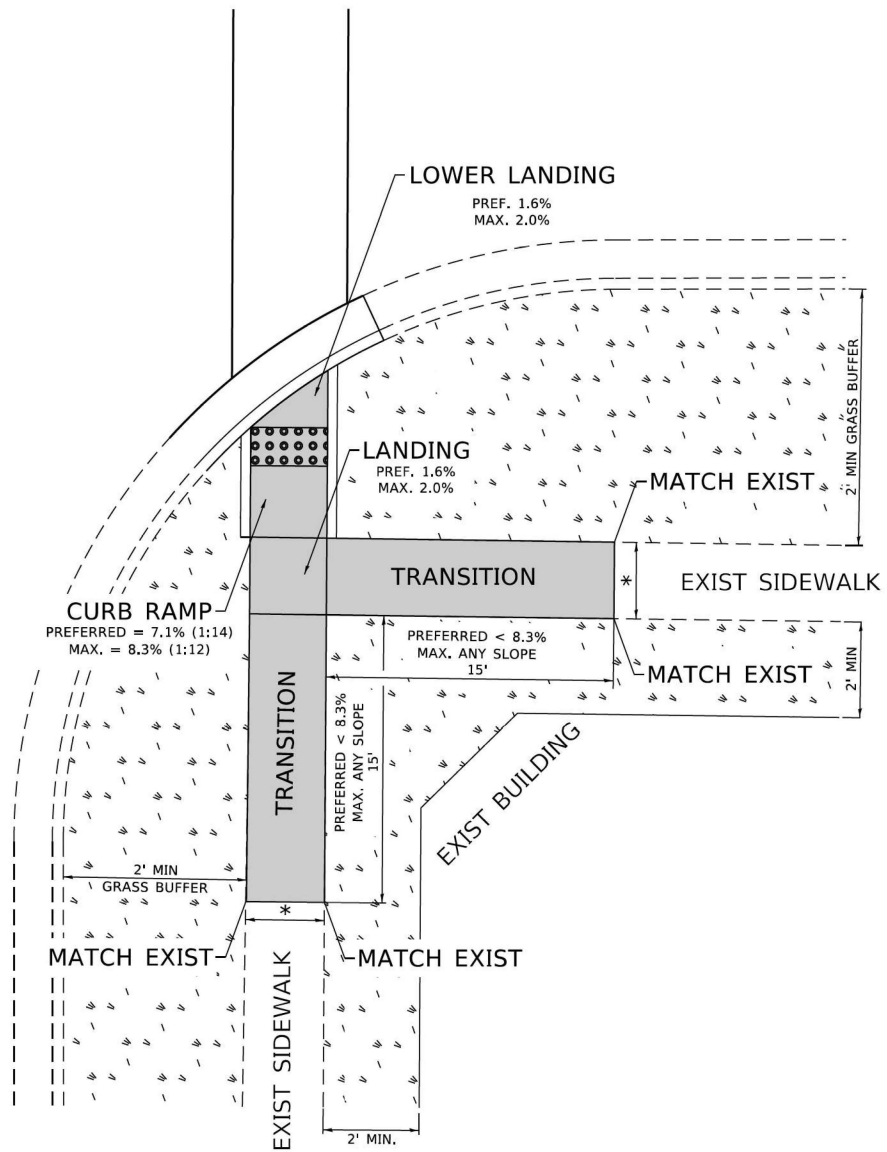 LOWER LANDING
PREF. 1.6%
MAX. 2.0%
2' MIN GRASS BUFFER
LANDING
PREF. 1.6%
MAX. 2.0%
MATCH EXIST
TRANSITION
*
EXIST SIDEWALK
CURB RAMP
PREFERRED = 7.1% (1:14)
MAX. = 8.3% (1:12)
PREFERRED < 8.3%
MAX. ANY SLOPE
15'
MATCH EXIST
2' MIN
TRANSITION
PREFERRED < 8.3%
MAX. ANY SLOPE
15'
EXIST BUILDING
2' MIN
GRASS BUFFER
*
MATCH EXIST
MATCH EXIST
EXIST SIDEWALK
2' MIN.